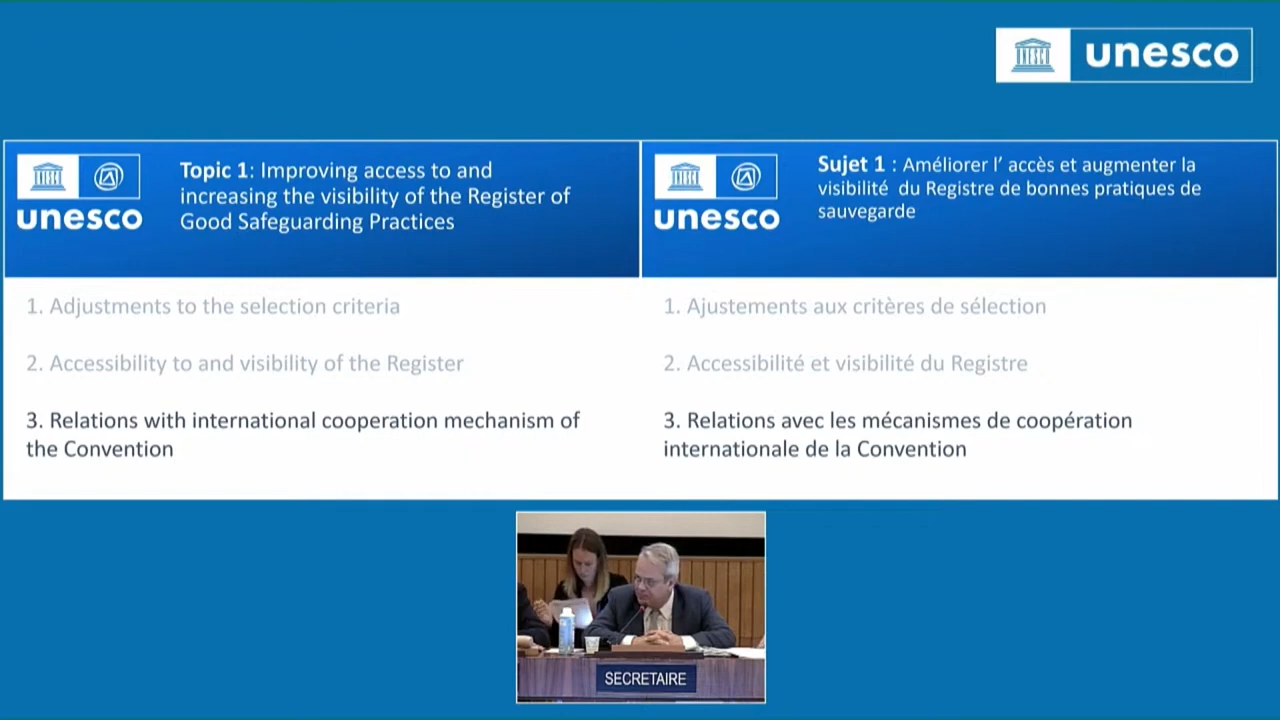 unesco
unesco
Topic 1: Improving access to and
increasing the visibility of the Register of
Good Safeguarding Practices
1. Adjustments to the selection criteria
2. Accessibility to and visibility of the Register
3. Relations with international cooperation mechanism of
the Convention
unesco
Sujet 1 : Améliorer l’ accès et augmenter la
visibilité du Registre de bonnes pratiques de
sauvegarde
1. Ajustements aux critères de sélection
2. Accessibilité et visibilité du Registre
3. Relations avec les mécanismes de coopération
internationale de la Convention
SECRETAIRE